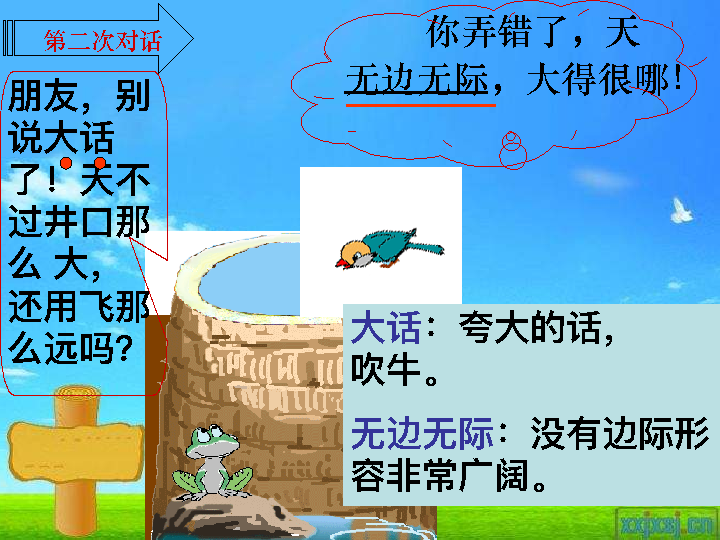 第二次对话
朋友，别
说大话
了！天不
过井口那
么 大，
还用飞那
么远吗？
你弄错了，天
无边无际，大得很哪！
大话：夸大的话，
吹牛。
无边无际：没有边际形
容非常广阔。
xxjxsj.cn